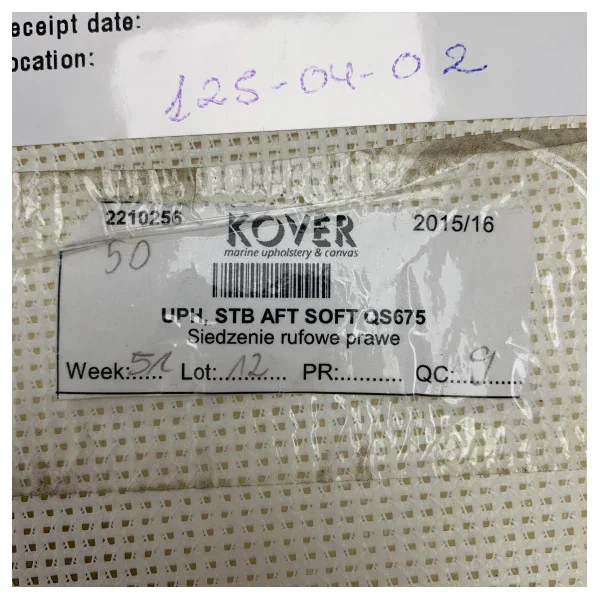 eceipt date:
ocation:
125-04-02
2210256
KOVER
2015/16
50
marine upholstery & canvas
UPH, STB AFT SOFT QS675
Siedzenie rufowe prawe
Week:51...... Lot:....12.......... PR:........... QC:...9........